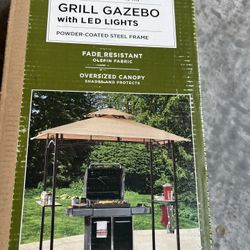 GRILL GAZEBO
with LED LIGHTS
POWDER-COATED STEEL FRAME
FADE RESISTANT
OLEFIN FABRIC
OVERSIZED CANOPY
SHADES AND PROTECTS